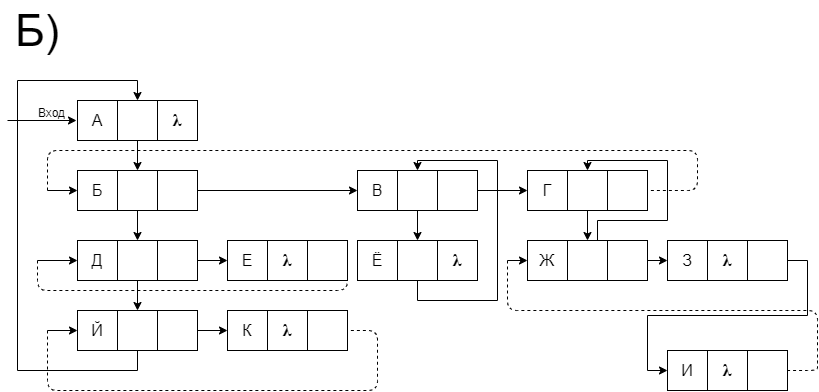 Б)
Вход
А λ
Б В Г
Д Е λ Ё λ Ж З λ
Й К λ
И λ